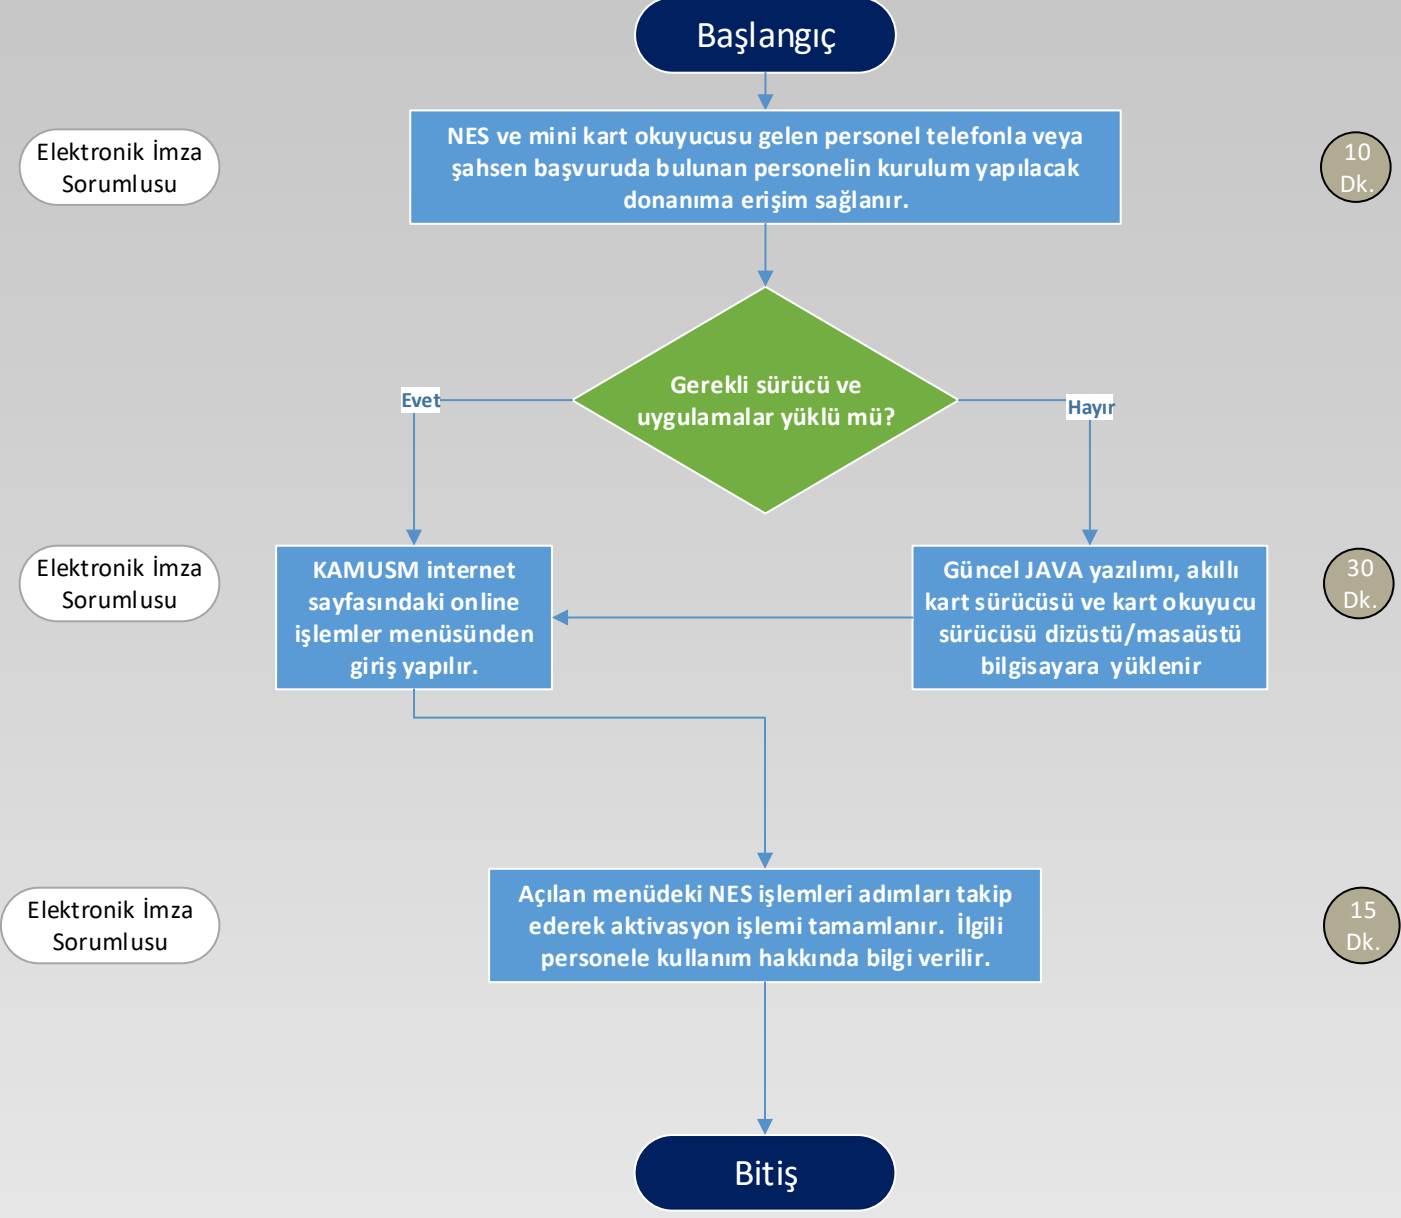 Başlangıç
Elektronik İmza
Sorumlusu
NES ve mini kart okuyucusu gelen personel telefonla veya
şahsen başvuruda bulunan personelin kurulum yapılacak
donanıma erişim sağlanır.
10
Dk.
Gerekli sürücü ve
uygulamalar yüklü mü?
Evet
Hayır
Elektronik İmza
Sorumlusu
KAMUSM internet
sayfasındaki online
işlemler menüsünden
giriş yapılır.
Güncel JAVA yazılımı, akıllı
kart sürücüsü ve kart okuyucu
sürücüsü dizüstü/masaüstü
bilgisayara yüklenir
30
Dk.
Elektronik İmza
Sorumlusu
Açılan menüdeki NES işlemleri adımları takip
ederek aktivasyon işlemi tamamlanır. İlgili
personele kullanım hakkında bilgi verilir.
15
Dk.
Bitiş